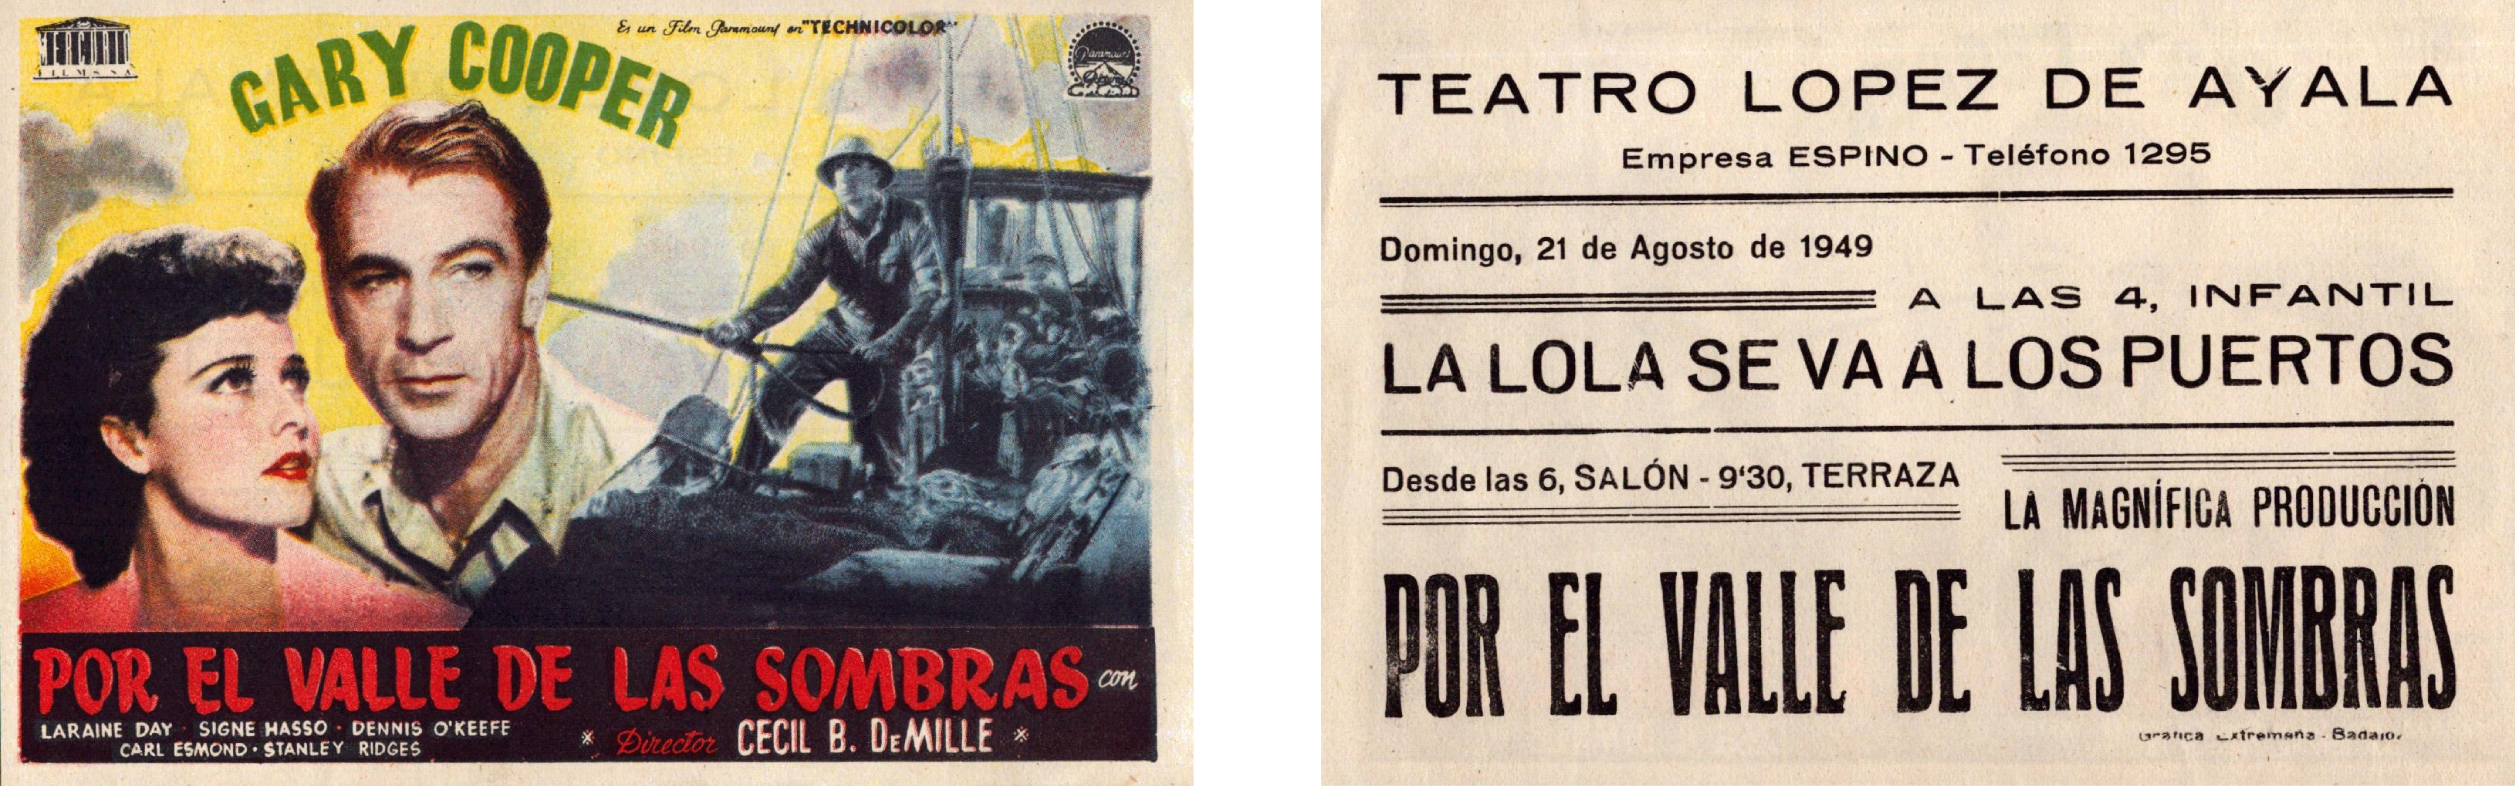 MERCURIO
FILMS S.A.
Es un Film Paramount en "TECHNICOLOR"
Paramount
GARY COOPER
POR EL VALLE DE LAS SOMBRAS con
LARAINE DAY · SIGNE HASSO · DENNIS O'KEEFE
CARL ESMOND · STANLEY RIDGES
* Director CECIL B. DeMILLE *
TEATRO LOPEZ DE AYALA
Empresa ESPINO - Teléfono 1295
Domingo, 21 de Agosto de 1949
A LAS 4, INFANTIL
LA LOLA SE VA A LOS PUERTOS
Desde las 6, SALÓN - 9'30, TERRAZA
LA MAGNÍFICA PRODUCCIÓN
POR EL VALLE DE LAS SOMBRAS
Gráfica Extremeña - Badajoz